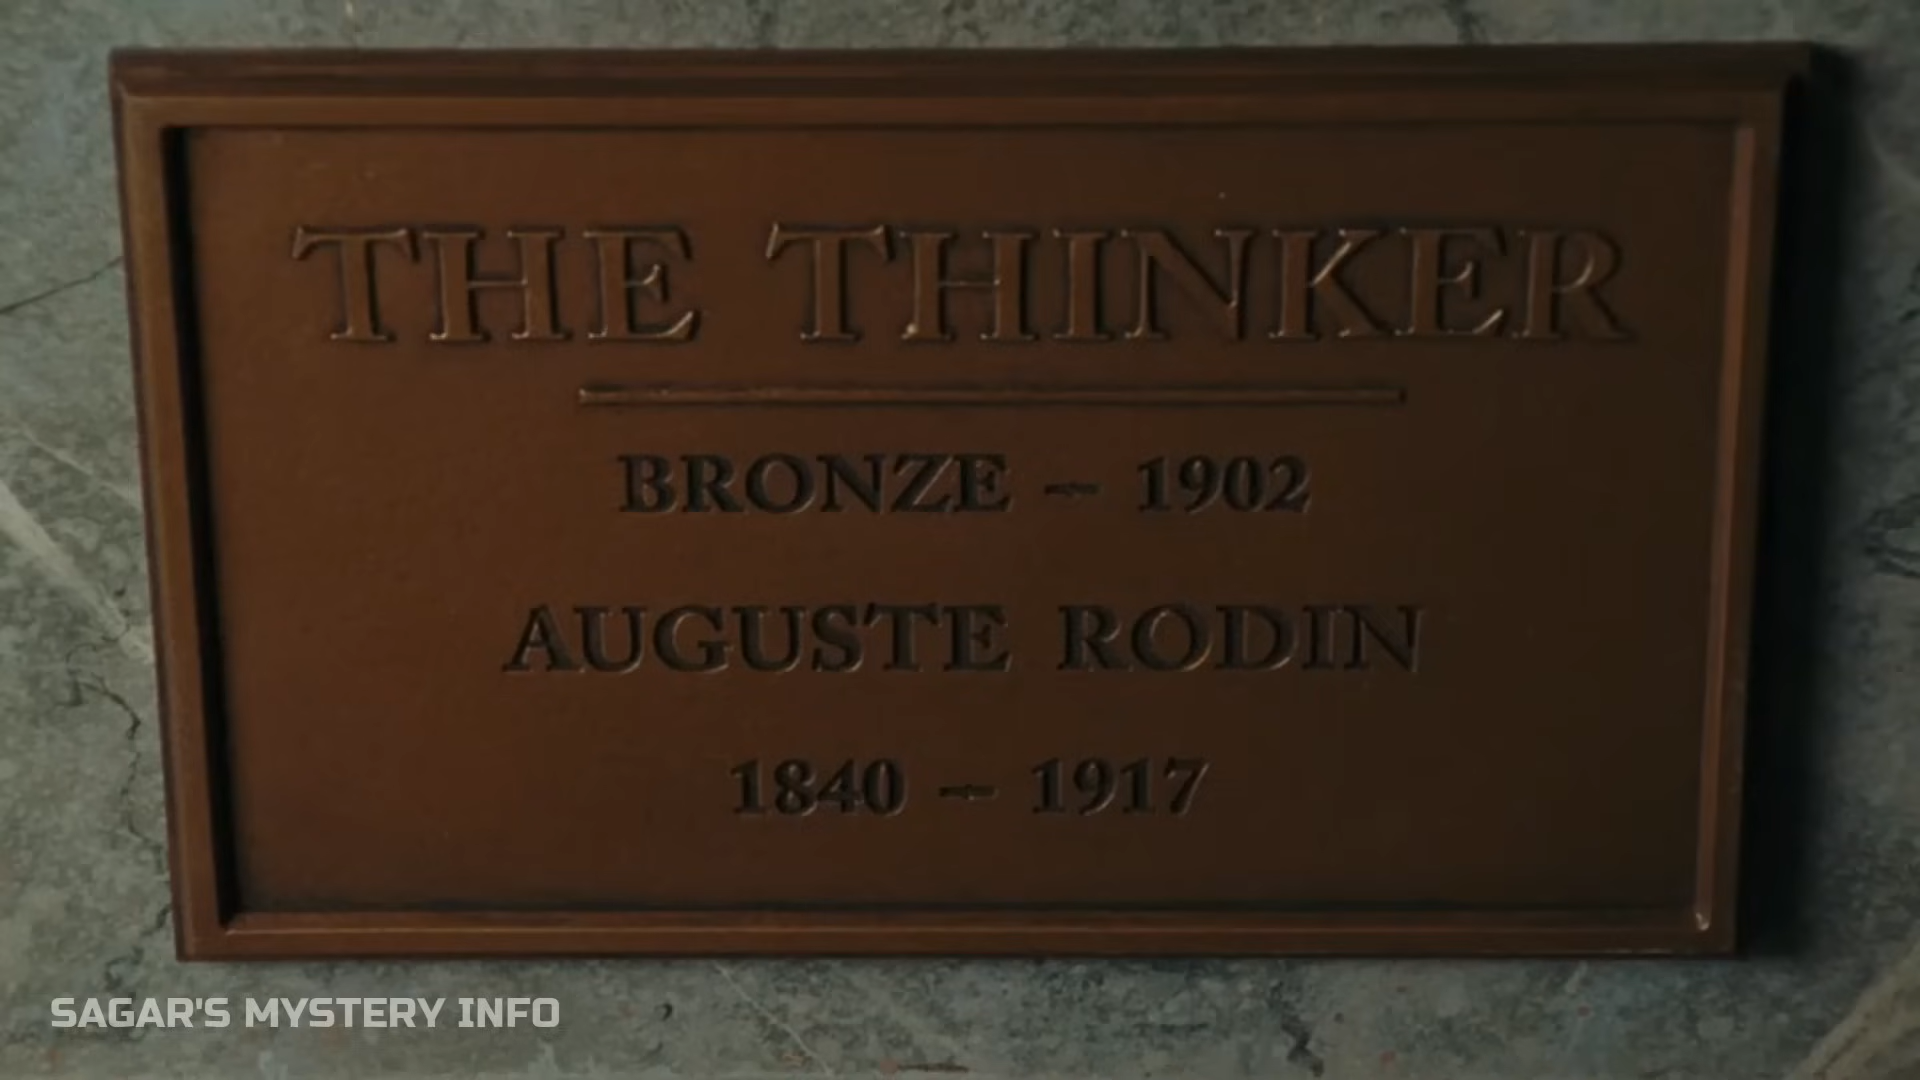 THE THINKER
BRONZE – 1902
AUGUSTE RODIN
1840 – 1917
SAGAR'S MYSTERY INFO